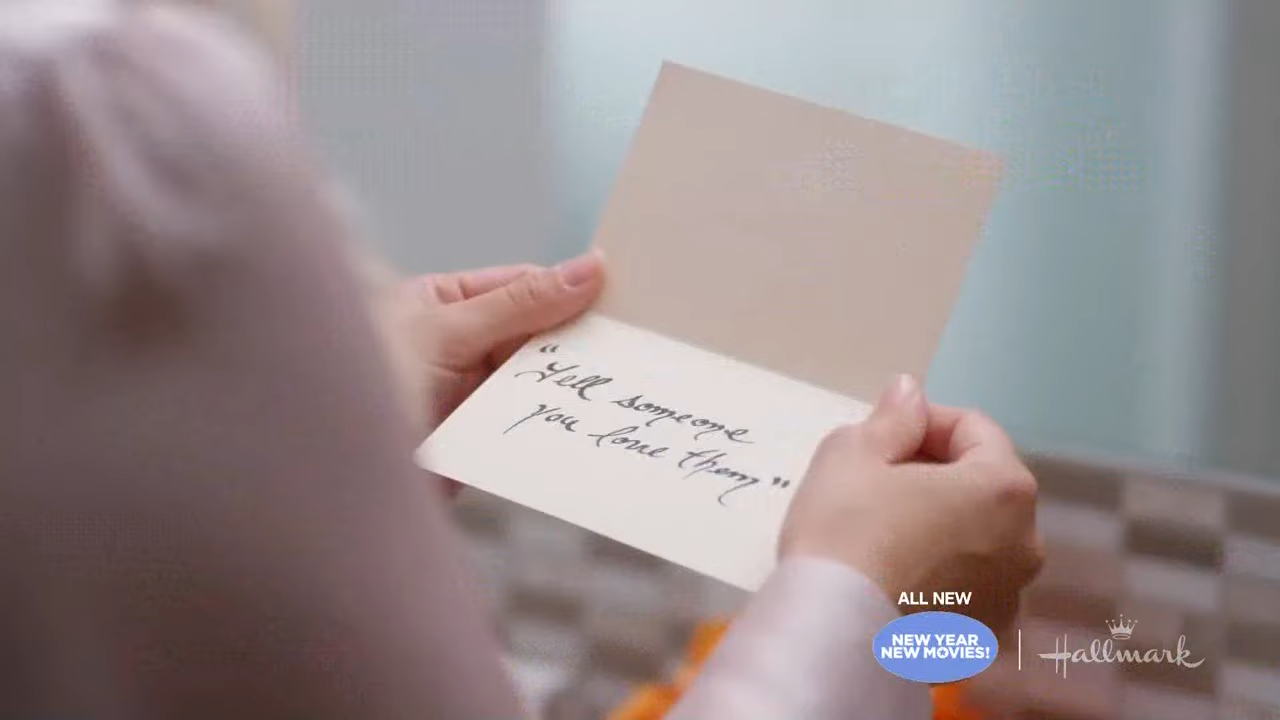 “Tell someone
you love them”
ALL NEW
NEW YEAR
NEW MOVIES!
Hallmark